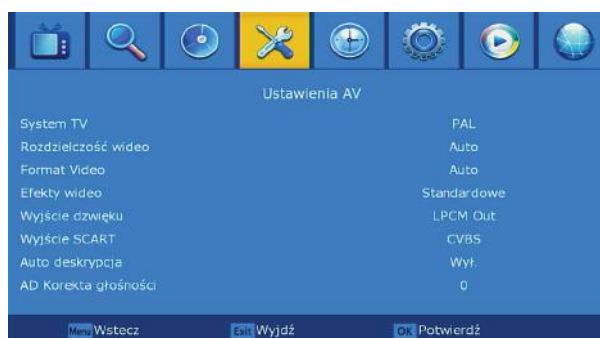 Ustawienia AV
System TV PAL
Rozdzielczość wideo Auto
Format Video Auto
Efekty wideo Standardowe
Wyjście dzwięku LPCM Out
Wyjście SCART CVBS
Auto deskrypcja Wył.
AD Korekta głośności 0
Menu Wstecz Exit Wyjdź OK Potwierdź